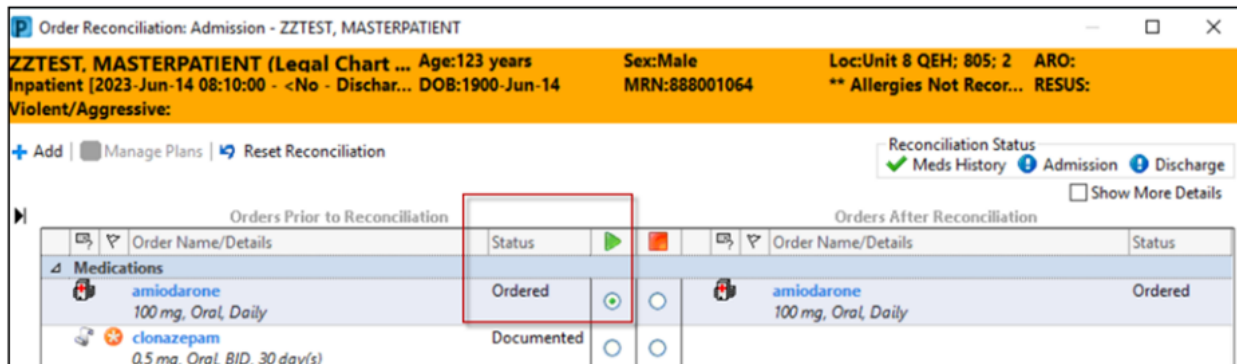 Order Reconciliation: Admission - ZZTEST, MASTERPATIENT
ZZTEST, MASTERPATIENT (Legal Chart ... Age:123 years Sex:Male Loc:Unit 8 QEH; 805; 2 ARO:
Inpatient [2023-Jun-14 08:10:00 - <No - Dischar... DOB:1900-Jun-14 MRN:888001064 ** Allergies Not Recor... RESUS:
Violent/Aggressive:
Add Manage Plans Reset Reconciliation
Reconciliation Status
Meds History Admission Discharge
Show More Details
Orders Prior to Reconciliation Orders After Reconciliation
Order Name/Details Status Order Name/Details Status
Medications
amiodarone Ordered amiodarone Ordered
100 mg, Oral, Daily 100 mg, Oral, Daily
clonazepam Documented
0.5 mg, Oral, BID, 30 day(s)